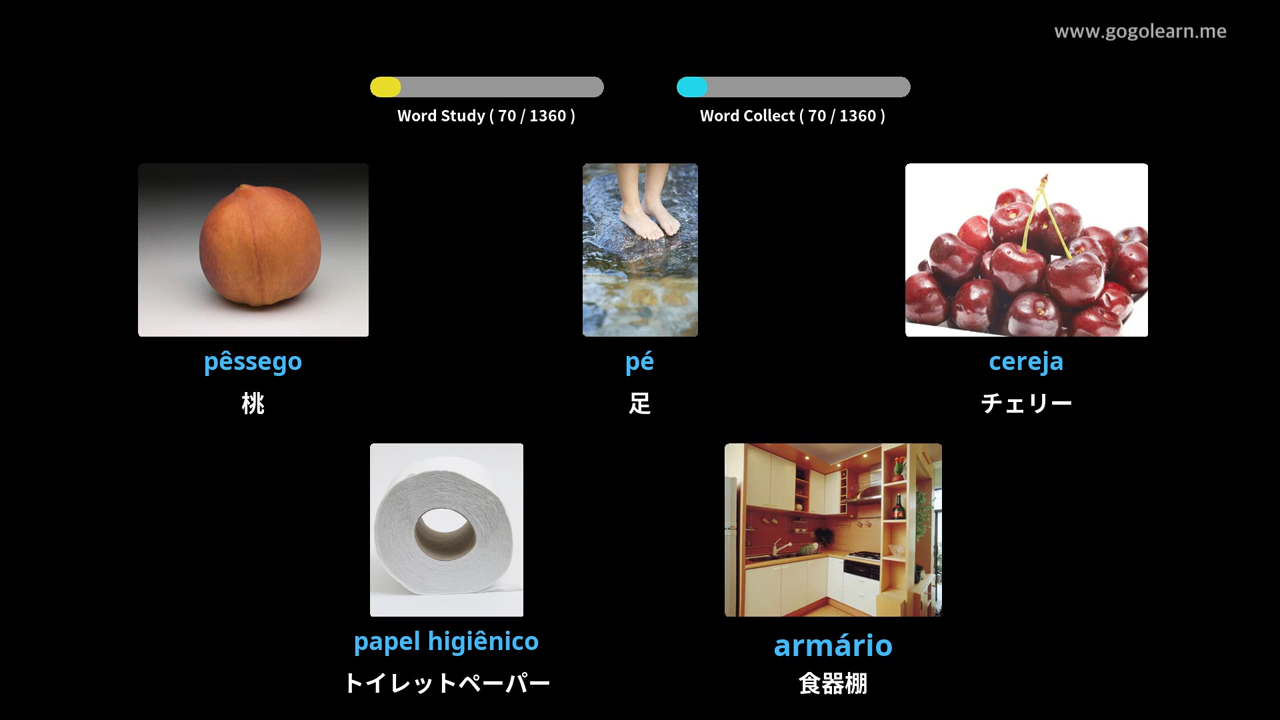 www.gogolearn.me
Word Study ( 70 / 1360 )
Word Collect ( 70 / 1360 )
pêssego
桃
pé
足
cereja
チェリー
papel higiênico
トイレットペーパー
armário
食器棚